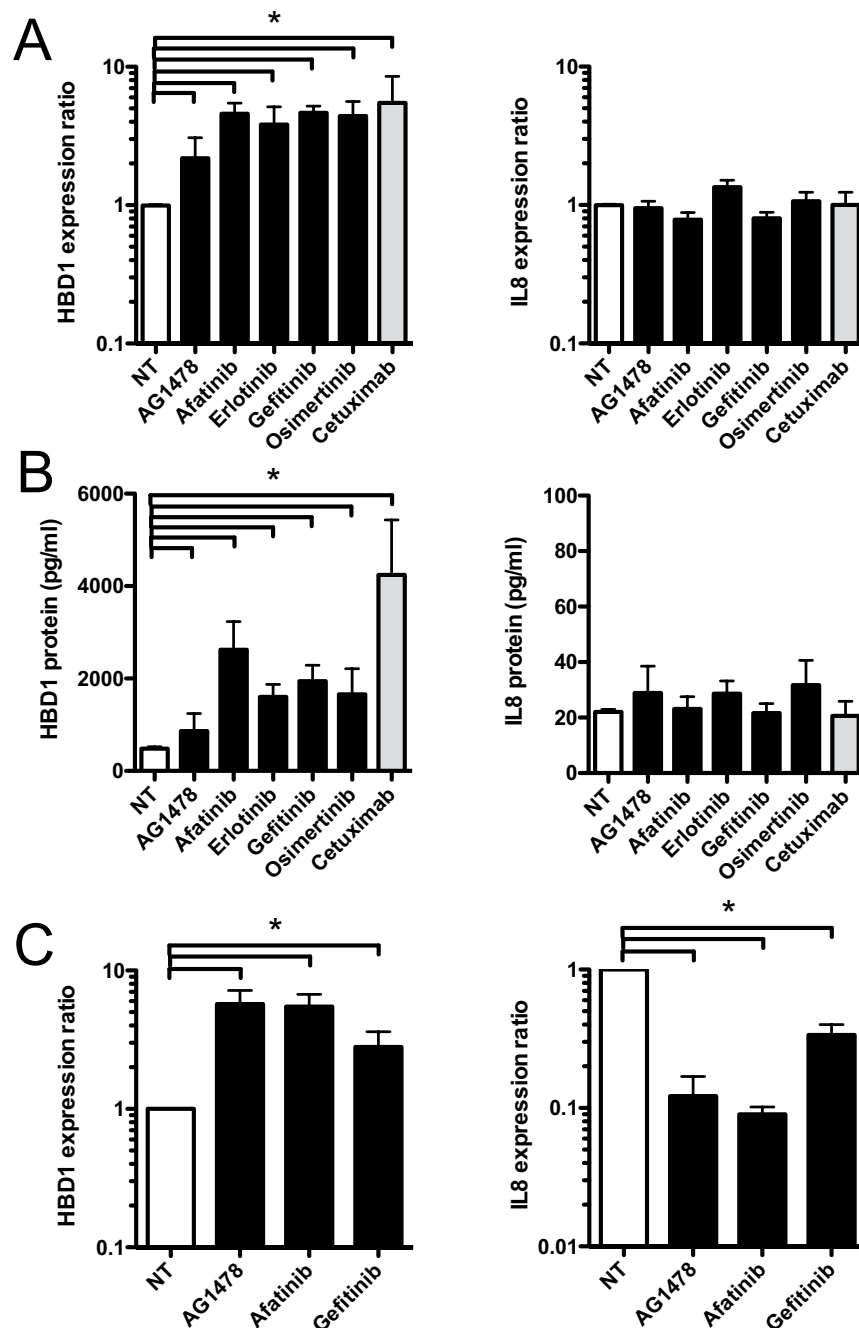 A
*
HBD1 expression ratio
10
1
0.1
NT
AG1478
Afatinib
Erlotinib
Gefitinib
Osimertinib
Cetuximab
IL8 expression ratio
10
1
0.1
NT
AG1478
Afatinib
Erlotinib
Gefitinib
Osimertinib
Cetuximab
B
*
HBD1 protein (pg/ml)
6000
4000
2000
0
NT
AG1478
Afatinib
Erlotinib
Gefitinib
Osimertinib
Cetuximab
IL8 protein (pg/ml)
100
80
60
40
20
0
NT
AG1478
Afatinib
Erlotinib
Gefitinib
Osimertinib
Cetuximab
C
*
HBD1 expression ratio
10
1
0.1
NT
AG1478
Afatinib
Gefitinib
*
IL8 expression ratio
1
0.1
0.01
NT
AG1478
Afatinib
Gefitinib